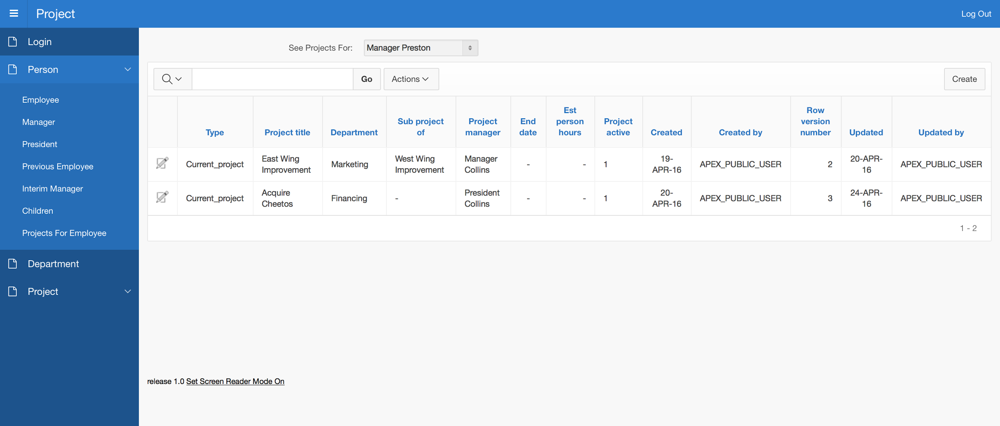 Project
Log Out
Login
Person
Employee
Manager
President
Previous Employee
Interim Manager
Children
Projects For Employee
Department
Project
See Projects For: Manager Preston
Go Actions Create
Type Project title Department Sub project of Project manager End date Est person hours Project active Created Created by Row version number Updated Updated by
Current_project East Wing Improvement Marketing West Wing Improvement Manager Collins - - 1 19-APR-16 APEX_PUBLIC_USER 2 20-APR-16 APEX_PUBLIC_USER
Current_project Acquire Cheetos Financing - President Collins - - 1 20-APR-16 APEX_PUBLIC_USER 3 24-APR-16 APEX_PUBLIC_USER
1 - 2
release 1.0 Set Screen Reader Mode On